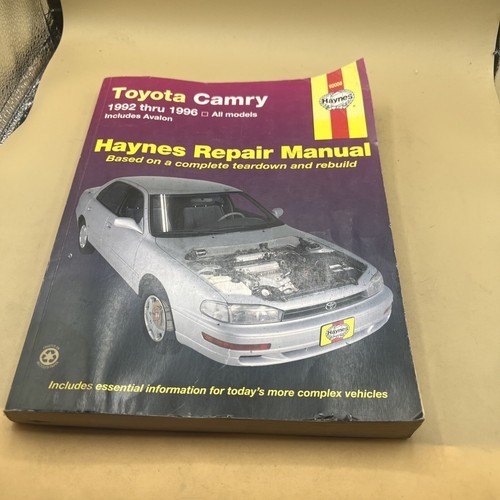 Toyota Camry
1992 thru 1996 □ All models
Includes Avalon
Haynes
Haynes Repair Manual
Based on a complete teardown and rebuild
Haynes
Includes essential information for today's more complex vehicles